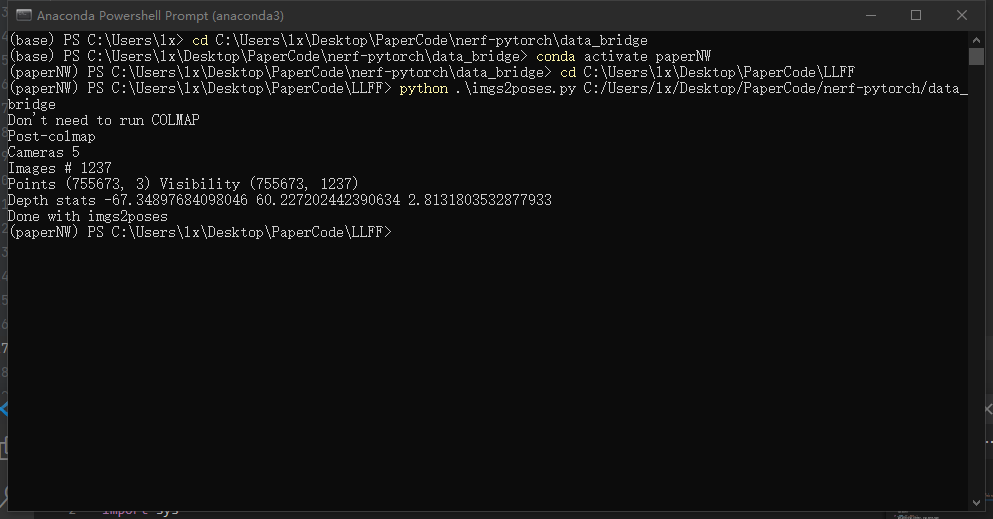 Anaconda Powershell Prompt (anaconda3)
(base) PS C:\Users\lx> cd C:\Users\lx\Desktop\PaperCode\nerf-pytorch\data_bridge
(base) PS C:\Users\lx\Desktop\PaperCode\nerf-pytorch\data_bridge> conda activate paperNW
(paperNW) PS C:\Users\lx\Desktop\PaperCode\nerf-pytorch\data_bridge> cd C:\Users\lx\Desktop\PaperCode\LLFF
(paperNW) PS C:\Users\lx\Desktop\PaperCode\LLFF> python .\imgs2poses.py C:/Users/lx/Desktop/PaperCode/nerf-pytorch/data_
bridge
Don't need to run COLMAP
Post-colmap
Cameras 5
Images # 1237
Points (755673, 3) Visibility (755673, 1237)
Depth stats -67.34897684098046 60.227202442390634 2.8131803532877933
Done with imgs2poses
(paperNW) PS C:\Users\lx\Desktop\PaperCode\LLFF>
2 import sys